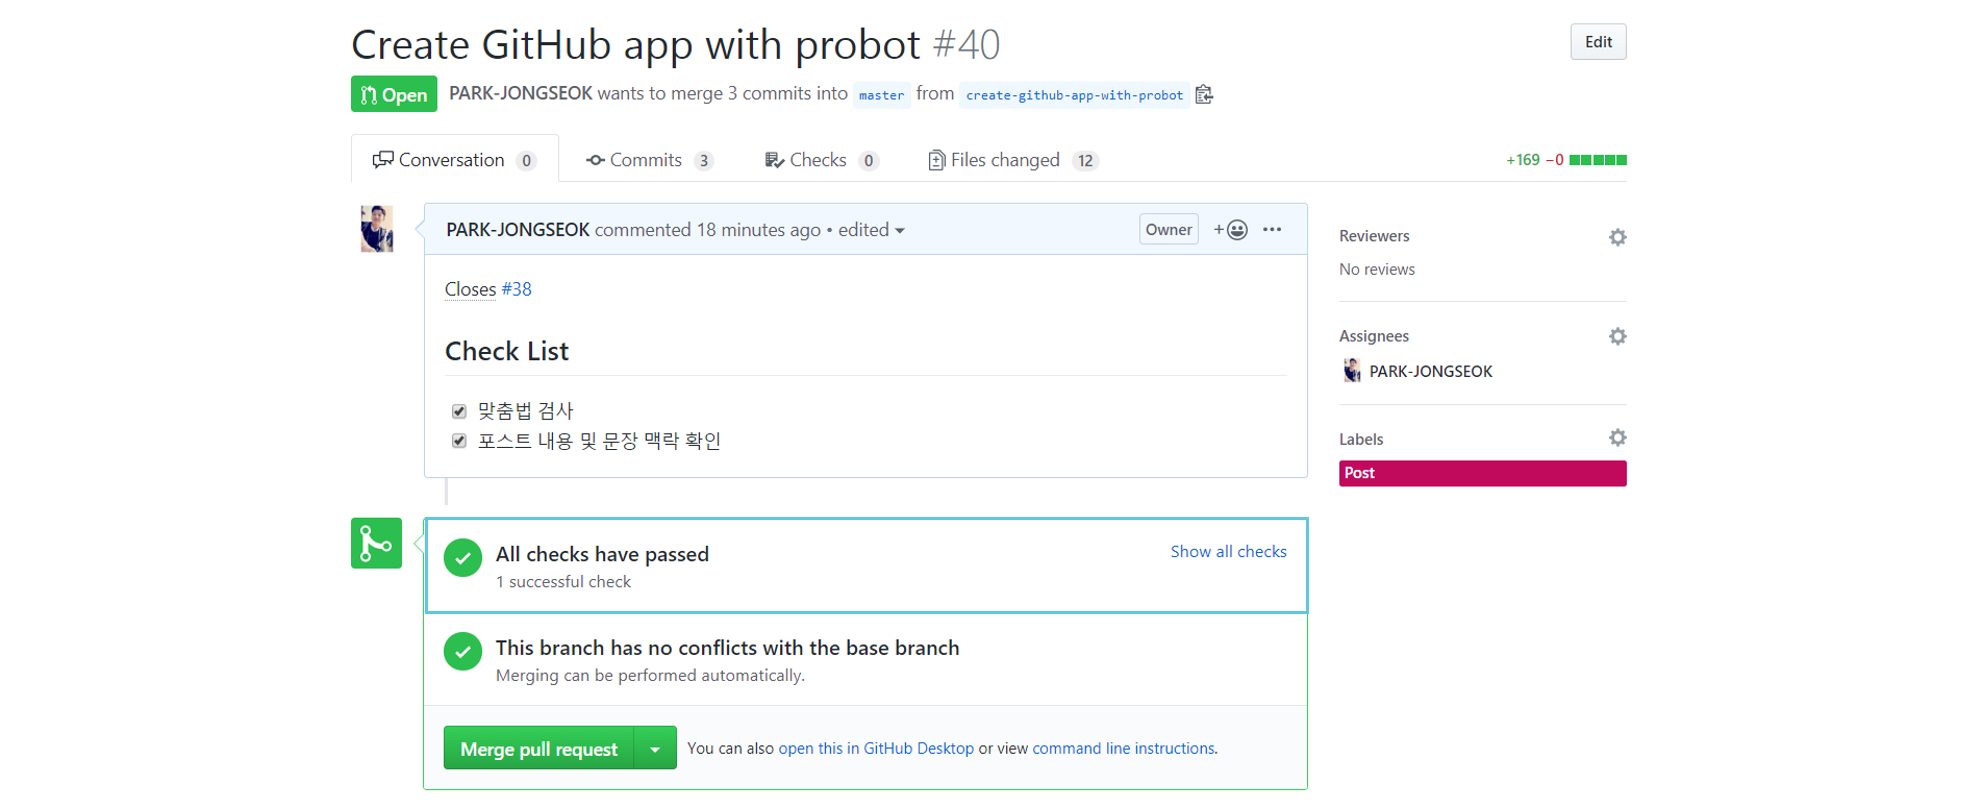 Create GitHub app with probot #40
Edit
Open PARK-JONGSEOK wants to merge 3 commits into master from create-github-app-with-probot
Conversation 0 Commits 3 Checks 0 Files changed 12 +169 −0
PARK-JONGSEOK commented 18 minutes ago • edited
Owner
Closes #38
Check List
맞춤법 검사
포스트 내용 및 문장 맥락 확인
Reviewers
No reviews
Assignees
PARK-JONGSEOK
Labels
Post
All checks have passed
Show all checks
1 successful check
This branch has no conflicts with the base branch
Merging can be performed automatically.
Merge pull request You can also open this in GitHub Desktop or view command line instructions.